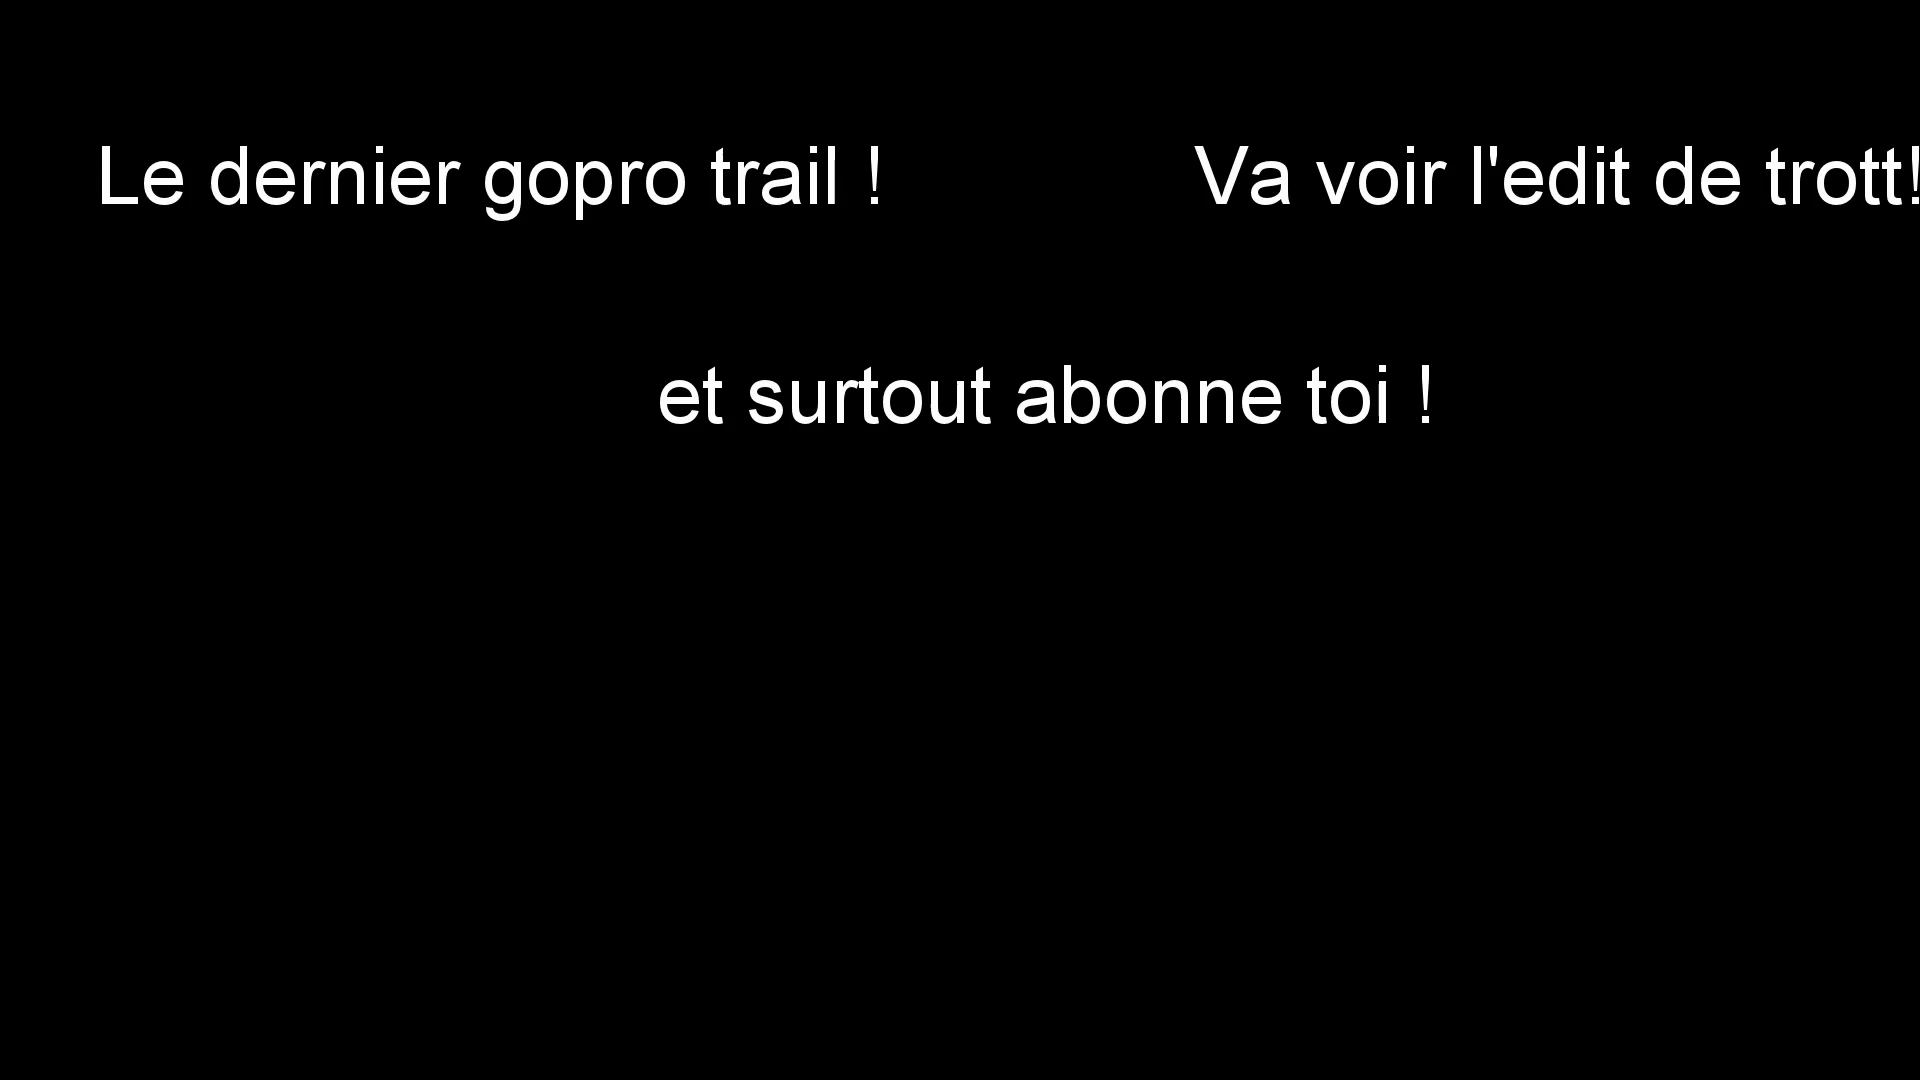 Le dernier gopro trail !
Va voir l'edit de trott!
et surtout abonne toi !